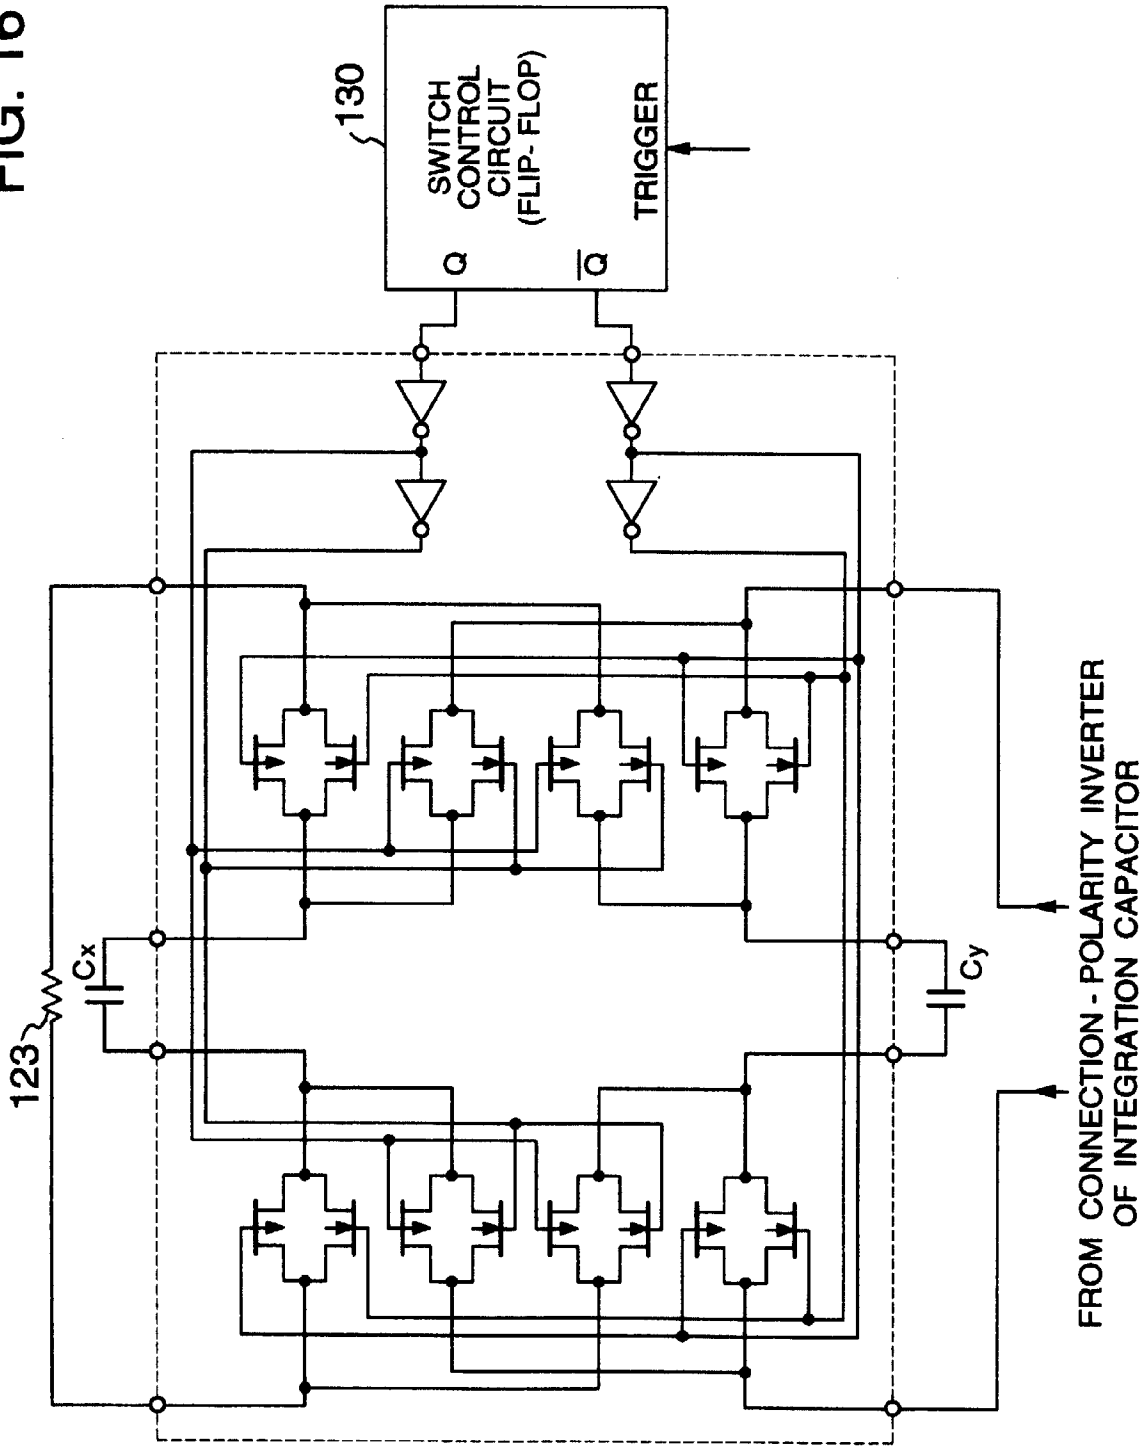 FIG. 16
130
SWITCH
CONTROL
CIRCUIT
(FLIP- FLOP)
TRIGGER
Q
Q̅
123
Cx
Cy
FROM CONNECTION - POLARITY INVERTER
OF INTEGRATION CAPACITOR